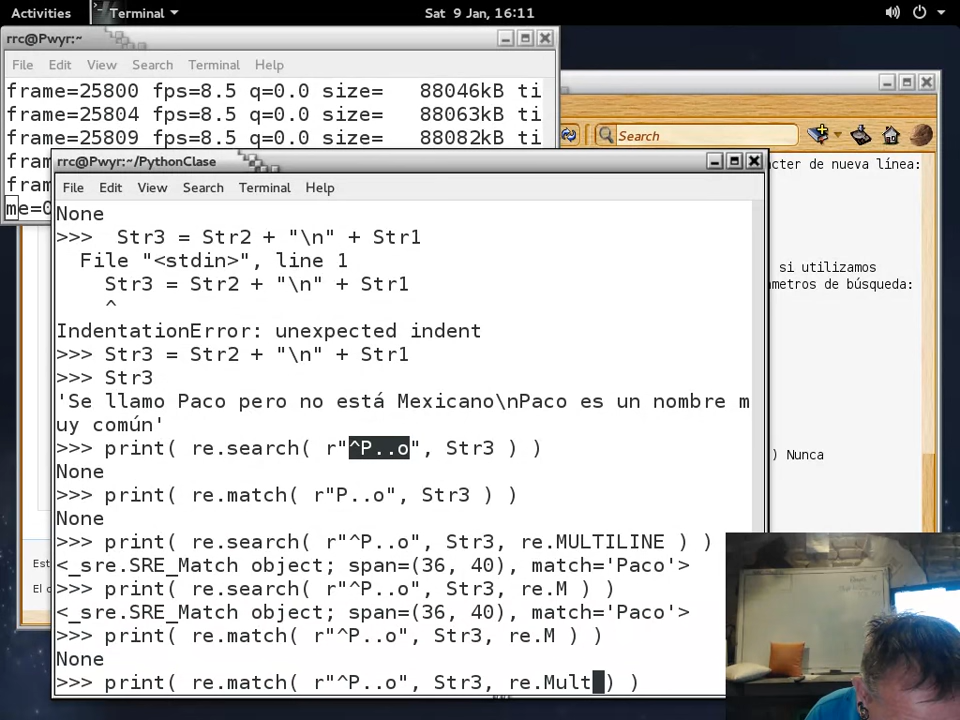 Activities Terminal Sat 9 Jan, 16:11
rrc@Pwyr:~
File Edit View Search Terminal Help
frame=25800 fps=8.5 q=0.0 size= 88046kB ti
frame=25804 fps=8.5 q=0.0 size= 88063kB ti
frame=25809 fps=8.5 q=0.0 size= 88082kB ti
fra
fram
me=0
Search
ácter de nueva línea:
si utilizamos
ámetros de búsqueda:
) Nunca
Est
El c
rrc@Pwyr:~/PythonClase
File Edit View Search Terminal Help
None
>>>  Str3 = Str2 + "\n" + Str1
  File "<stdin>", line 1
    Str3 = Str2 + "\n" + Str1
    ^
IndentationError: unexpected indent
>>> Str3 = Str2 + "\n" + Str1
>>> Str3
'Se llamo Paco pero no está Mexicano\nPaco es un nombre m
uy común'
>>> print( re.search( r"^P..o", Str3 ) )
None
>>> print( re.match( r"P..o", Str3 ) )
None
>>> print( re.search( r"^P..o", Str3, re.MULTILINE ) )
<_sre.SRE_Match object; span=(36, 40), match='Paco'>
>>> print( re.search( r"^P..o", Str3, re.M ) )
<_sre.SRE_Match object; span=(36, 40), match='Paco'>
>>> print( re.match( r"^P..o", Str3, re.M ) )
None
>>> print( re.match( r"^P..o", Str3, re.Mult ) )